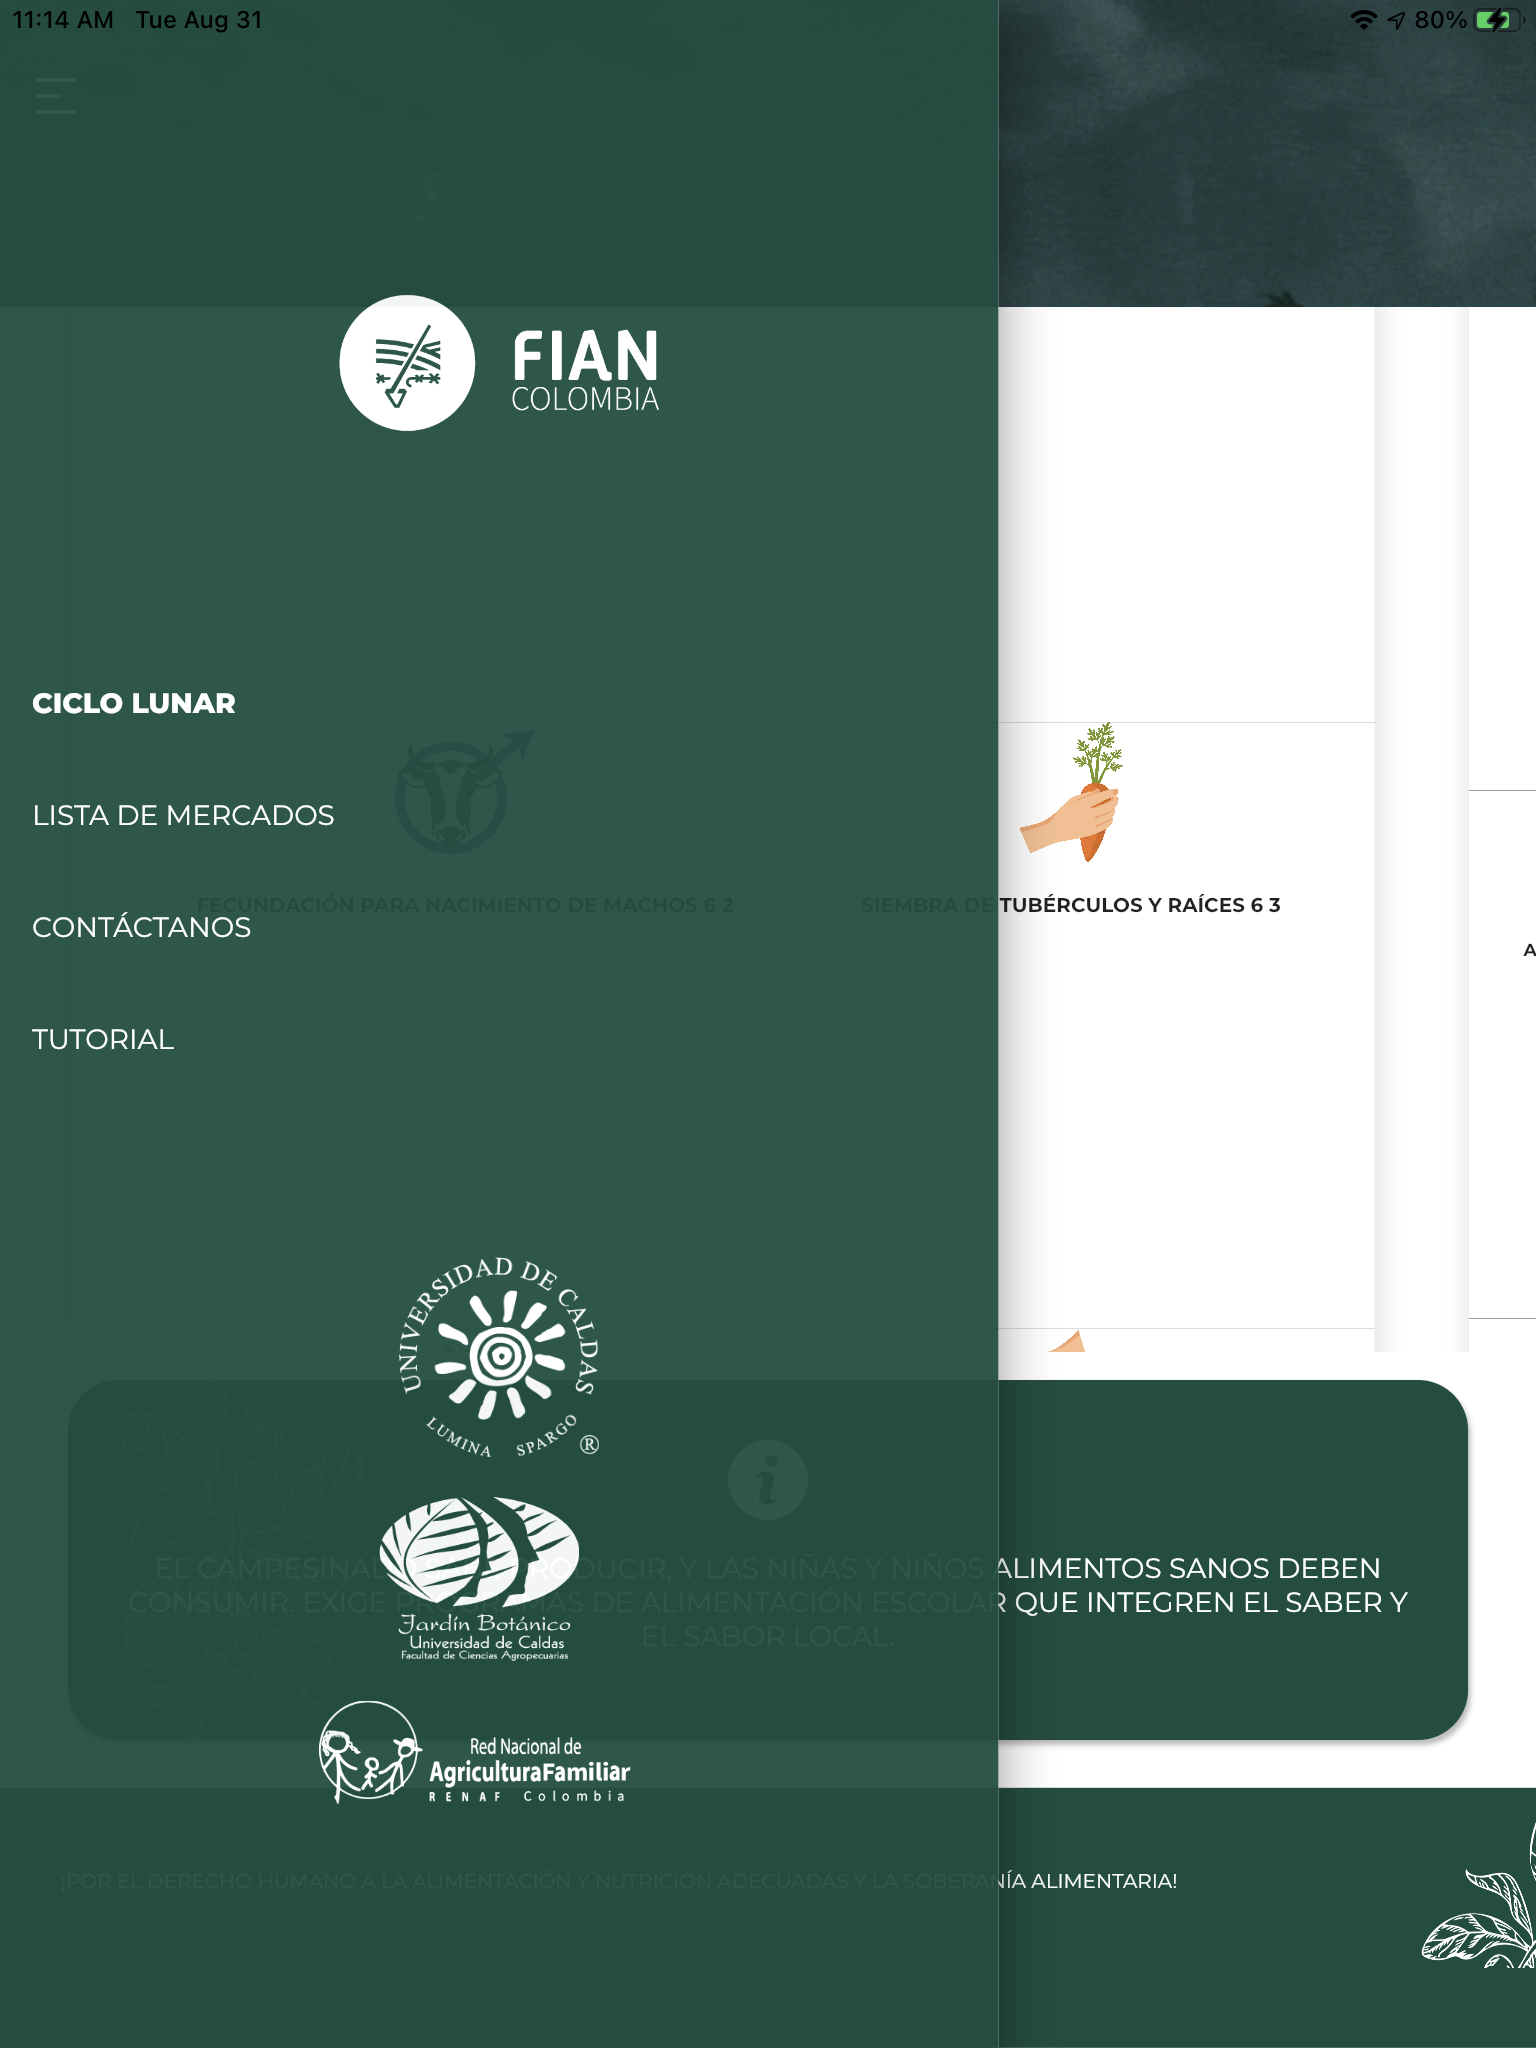 11:14 AM Tue Aug 31
80%
FIAN
COLOMBIA
CICLO LUNAR
LISTA DE MERCADOS
FECUNDACIÓN PARA NACIMIENTO DE MACHOS 6 2
SIEMBRA DE TUBÉRCULOS Y RAÍCES 6 3
CONTÁCTANOS
A
TUTORIAL
UNIVERSIDAD DE CALDAS
LUMINA SPARGO ®
i
EL CAMPESINADO PRODUCIR, Y LAS NIÑAS Y NIÑOS ALIMENTOS SANOS DEBEN
CONSUMIR. EXIGE PROGRAMAS DE ALIMENTACIÓN ESCOLAR QUE INTEGREN EL SABER Y
EL SABOR LOCAL.
Jardín Botánico
Universidad de Caldas
Facultad de Ciencias Agropecuarias
Red Nacional de
AgriculturaFamiliar
RENAF Colombia
¡POR EL DERECHO HUMANO A LA ALIMENTACIÓN Y NUTRICIÓN ADECUADAS Y LA SOBERANÍA ALIMENTARIA!